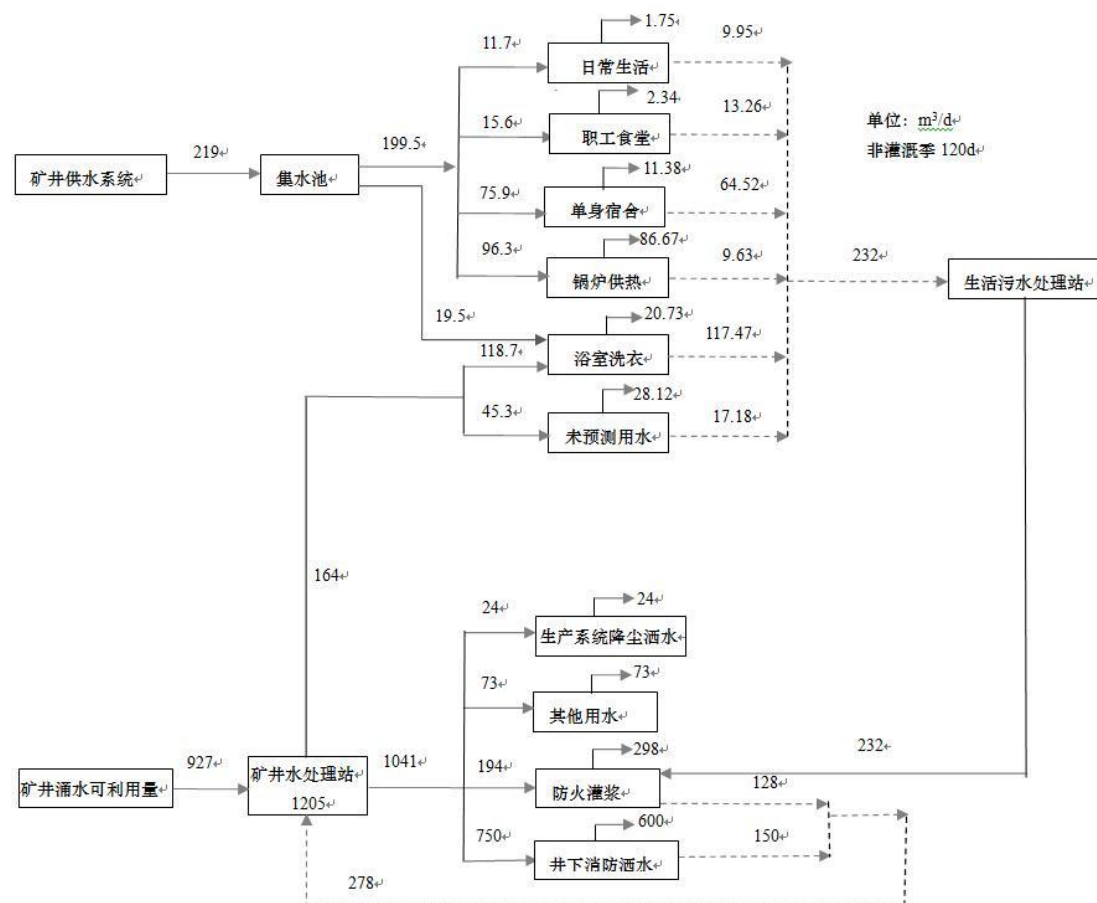 1.75
11.7
9.95
日常生活
2.34
15.6
13.26
职工食堂
单位：m³/d
非灌溉季 120d
219
199.5
矿井供水系统
集水池
11.38
75.9
64.52
单身宿舍
86.67
96.3
9.63
232
锅炉供热
生活污水处理站
19.5
20.73
118.7
117.47
浴室洗衣
28.12
45.3
17.18
未预测用水
164
24
24
生产系统降尘洒水
73
73
其他用水
927
1041
194
298
232
矿井涌水可利用量
矿井水处理站
1205
防火灌浆
128
750
600
150
井下消防洒水
278